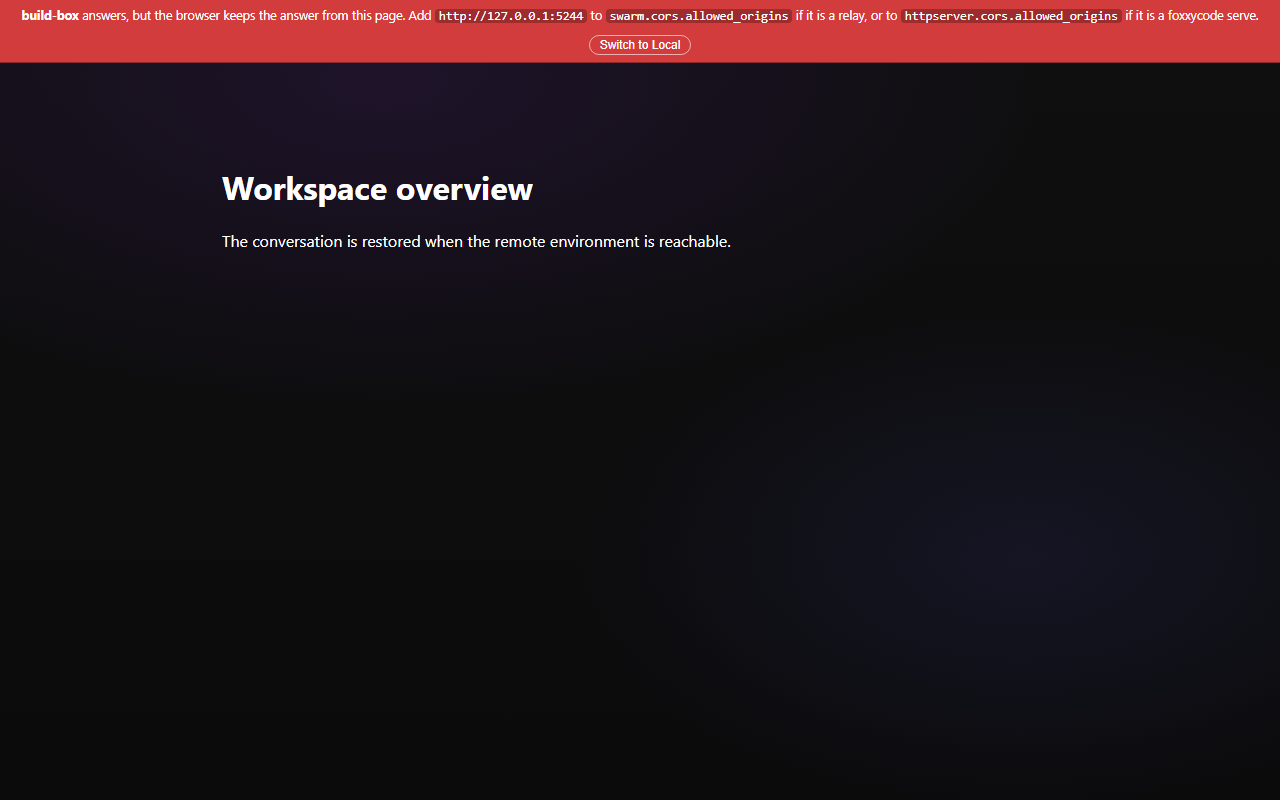 build-box answers, but the browser keeps the answer from this page. Add http://127.0.0.1:5244 to swarm.cors.allowed_origins if it is a relay, or to httpserver.cors.allowed_origins if it is a foxxycode serve.
Switch to Local
Workspace overview
The conversation is restored when the remote environment is reachable.